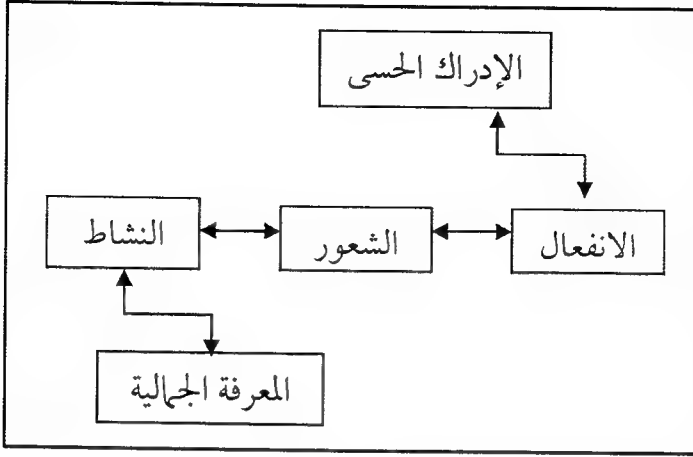 الإدراك الحسى
الانفعال
الشعور
النشاط
المعرفة الجمالية